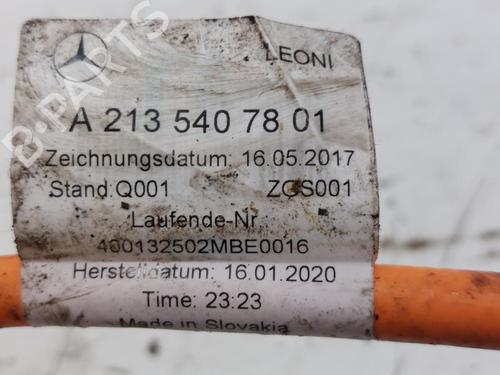 LEONI
A 213 540 78 01
Zeichnungsdatum: 16.05.2017
Stand:Q001 ZGS001
Laufende-Nr
400132502MBE0016
Herstelldatum: 16.01.2020
Time: 23:23
Made in Slovakia
B-PARTS